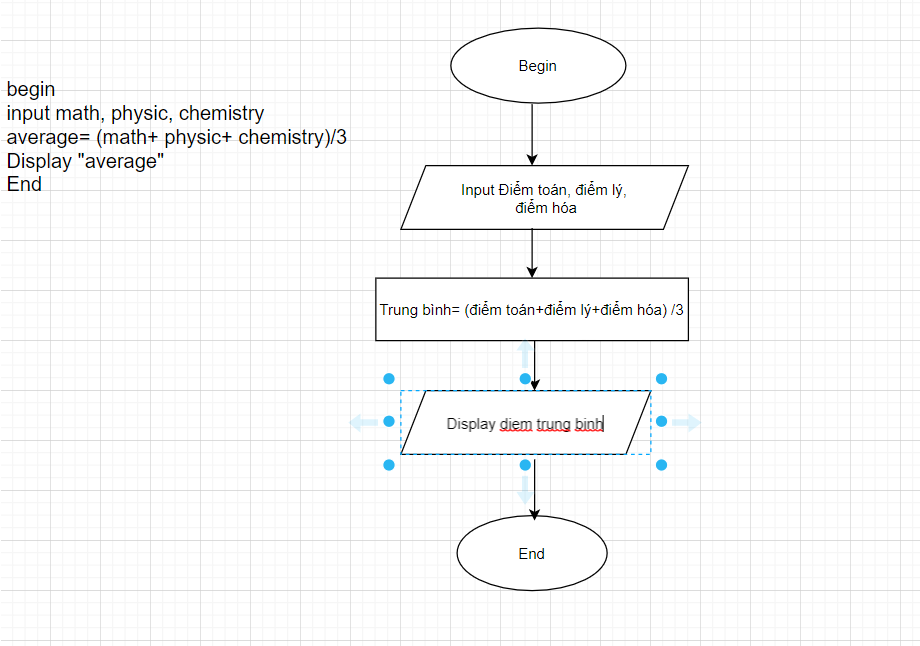 begin
input math, physic, chemistry
average= (math+ physic+ chemistry)/3
Display "average"
End
Begin
Input Điểm toán, điểm lý,
điểm hóa
Trung bình= (điểm toán+điểm lý+điểm hóa) /3
Display diem trung binh
End